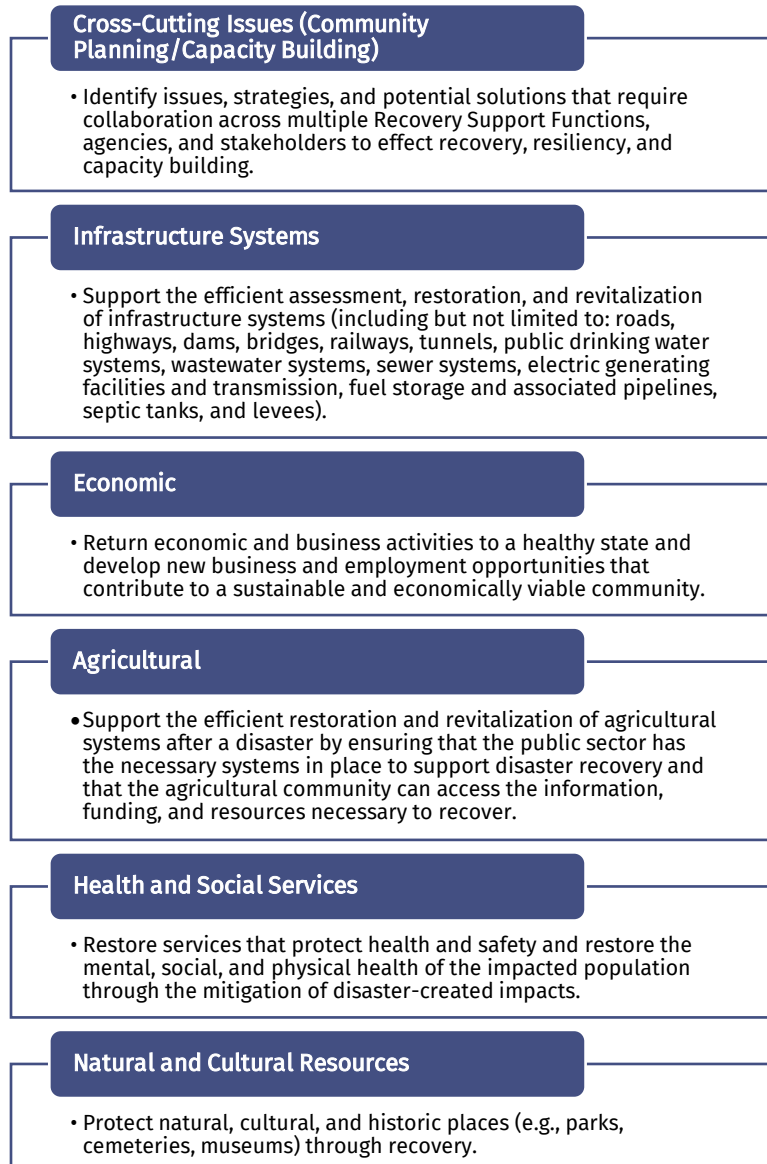 Cross-Cutting Issues (Community
Planning/Capacity Building)
• Identify issues, strategies, and potential solutions that require
collaboration across multiple Recovery Support Functions,
agencies, and stakeholders to effect recovery, resiliency, and
capacity building.
Infrastructure Systems
• Support the efficient assessment, restoration, and revitalization
of infrastructure systems (including but not limited to: roads,
highways, dams, bridges, railways, tunnels, public drinking water
systems, wastewater systems, sewer systems, electric generating
facilities and transmission, fuel storage and associated pipelines,
septic tanks, and levees).
Economic
• Return economic and business activities to a healthy state and
develop new business and employment opportunities that
contribute to a sustainable and economically viable community.
Agricultural
• Support the efficient restoration and revitalization of agricultural
systems after a disaster by ensuring that the public sector has
the necessary systems in place to support disaster recovery and
that the agricultural community can access the information,
funding, and resources necessary to recover.
Health and Social Services
• Restore services that protect health and safety and restore the
mental, social, and physical health of the impacted population
through the mitigation of disaster-created impacts.
Natural and Cultural Resources
• Protect natural, cultural, and historic places (e.g., parks,
cemeteries, museums) through recovery.